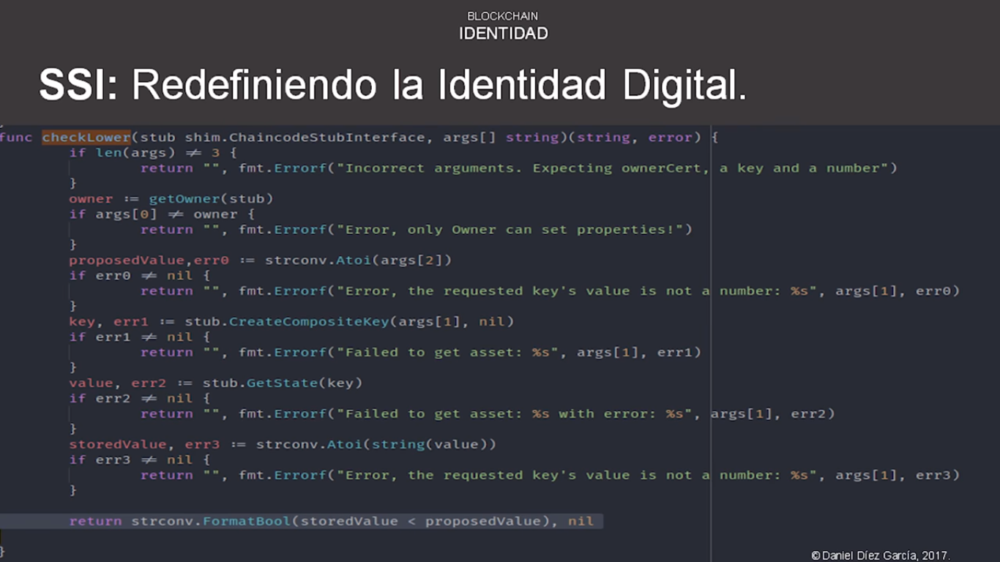 BLOCKCHAIN
IDENTIDAD
SSI: Redefiniendo la Identidad Digital.
func checkLower(stub shim.ChaincodeStubInterface, args[] string)(string, error) {
if len(args) ≠ 3 {
return "", fmt.Errorf("Incorrect arguments. Expecting ownerCert, a key and a number")
}
owner := getOwner(stub)
if args[0] ≠ owner {
return "", fmt.Errorf("Error, only Owner can set properties!")
}
proposedValue,err0 := strconv.Atoi(args[2])
if err0 ≠ nil {
return "", fmt.Errorf("Error, the requested key's value is not a number: %s", args[1], err0)
}
key, err1 := stub.CreateCompositeKey(args[1], nil)
if err1 ≠ nil {
return "", fmt.Errorf("Failed to get asset: %s", args[1], err1)
}
value, err2 := stub.GetState(key)
if err2 ≠ nil {
return "", fmt.Errorf("Failed to get asset: %s with error: %s", args[1], err2)
}
storedValue, err3 := strconv.Atoi(string(value))
if err3 ≠ nil {
return "", fmt.Errorf("Error, the requested key's value is not a number: %s", args[1], err3)
}
return strconv.FormatBool(storedValue < proposedValue), nil
}
©Daniel Díez García, 2017.